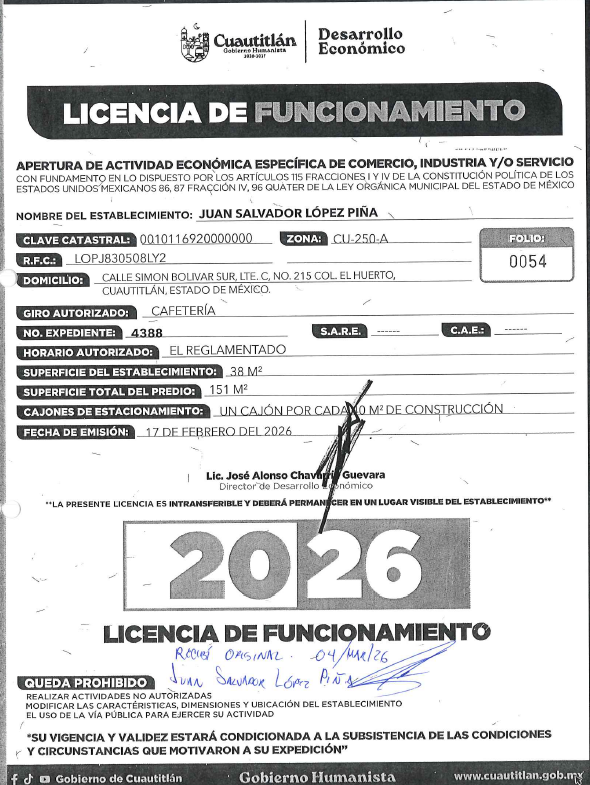 Cuautitlán
Gobierno Humanista
2025-2027
Desarrollo
Económico
LICENCIA DE FUNCIONAMIENTO
APERTURA DE ACTIVIDAD ECONÓMICA ESPECÍFICA DE COMERCIO, INDUSTRIA Y/O SERVICIO
CON FUNDAMENTO EN LO DISPUESTO POR LOS ARTÍCULOS 115 FRACCIONES I Y IV DE LA CONSTITUCIÓN POLÍTICA DE LOS
ESTADOS UNIDOS MEXICANOS 86, 87 FRACCIÓN IV, 96 QUATER DE LA LEY ORGÁNICA MUNICIPAL DEL ESTADO DE MÉXICO
NOMBRE DEL ESTABLECIMIENTO: JUAN SALVADOR LÓPEZ PIÑA
CLAVE CATASTRAL: 0010116920000000 ZONA: CU-250-A
FOLIO:
0054
R.F.C.: LOPJ830508LY2
DOMICILIO: CALLE SIMON BOLIVAR SUR, LTE. C, NO. 215 COL. EL HUERTO,
CUAUTITLÁN, ESTADO DE MÉXICO.
GIRO AUTORIZADO: CAFETERÍA
NO. EXPEDIENTE: 4388 S.A.R.E. ------ C.A.E.: ------
HORARIO AUTORIZADO: EL REGLAMENTADO
SUPERFICIE DEL ESTABLECIMIENTO: 38 M²
SUPERFICIE TOTAL DEL PREDIO: 151 M²
CAJONES DE ESTACIONAMIENTO: UN CAJÓN POR CADA M² DE CONSTRUCCIÓN
FECHA DE EMISIÓN: 17 DE FEBRERO DEL 2026
Lic. José Alonso Chavarría Guevara
Director de Desarrollo Económico
**LA PRESENTE LICENCIA ES INTRANSFERIBLE Y DEBERÁ PERMANECER EN UN LUGAR VISIBLE DEL ESTABLECIMIENTO**
2026
LICENCIA DE FUNCIONAMIENTO
RECIBÍ ORIGINAL. 04/MAR/26
JUAN SALVADOR LÓPEZ PIÑA
QUEDA PROHIBIDO
REALIZAR ACTIVIDADES NO AUTORIZADAS
MODIFICAR LAS CARACTERÍSTICAS, DIMENSIONES Y UBICACIÓN DEL ESTABLECIMIENTO
EL USO DE LA VÍA PÚBLICA PARA EJERCER SU ACTIVIDAD
"SU VIGENCIA Y VALIDEZ ESTARÁ CONDICIONADA A LA SUBSISTENCIA DE LAS CONDICIONES
Y CIRCUNSTANCIAS QUE MOTIVARON A SU EXPEDICIÓN"
Gobierno de Cuautitlán Gobierno Humanista www.cuautitlan.gob.mx